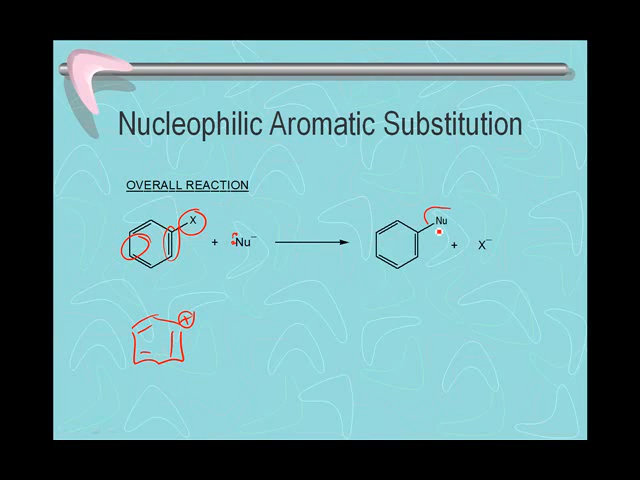 Nucleophilic Aromatic Substitution
OVERALL REACTION
X + Nu⁻ Nu + X⁻
+